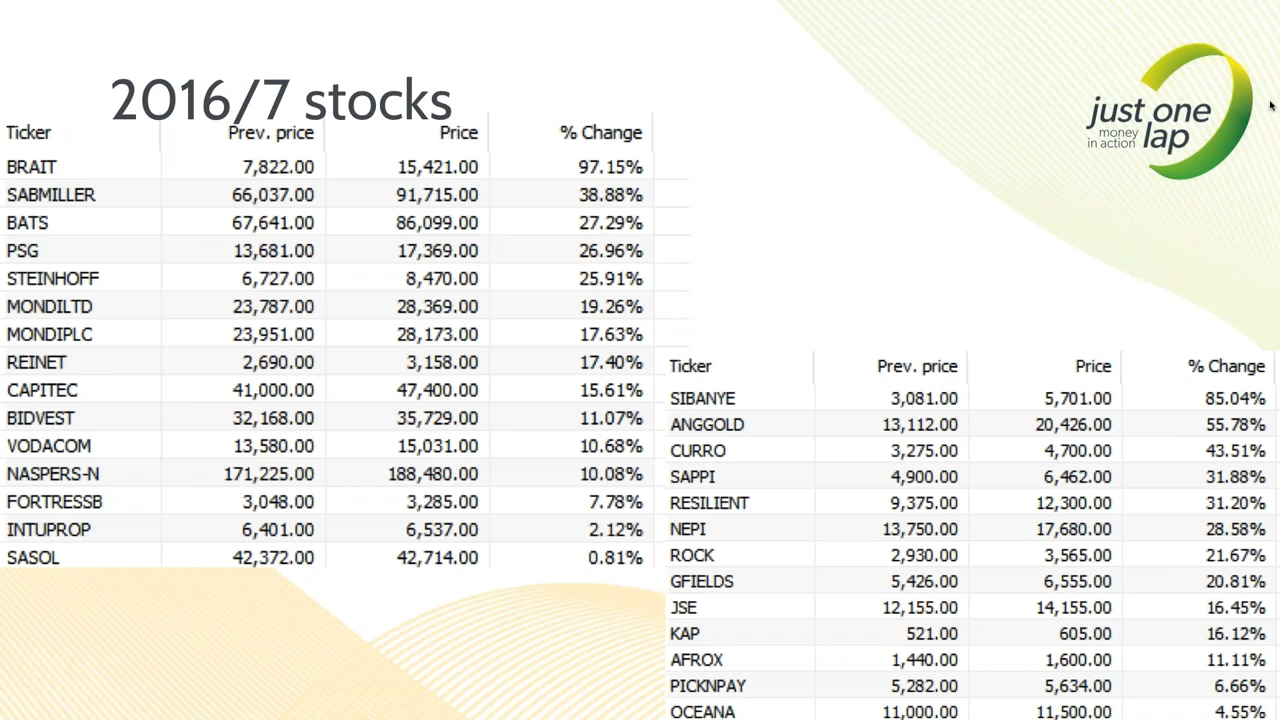 2016/7 stocks
just one
money
in action lap
Ticker Prev. price Price % Change
BRAIT 7,822.00 15,421.00 97.15%
SABMILLER 66,037.00 91,715.00 38.88%
BATS 67,641.00 86,099.00 27.29%
PSG 13,681.00 17,369.00 26.96%
STEINHOFF 6,727.00 8,470.00 25.91%
MONDILTD 23,787.00 28,369.00 19.26%
MONDIPLC 23,951.00 28,173.00 17.63%
REINET 2,690.00 3,158.00 17.40%
CAPITEC 41,000.00 47,400.00 15.61%
BIDVEST 32,168.00 35,729.00 11.07%
VODACOM 13,580.00 15,031.00 10.68%
NASPERS-N 171,225.00 188,480.00 10.08%
FORTRESSB 3,048.00 3,285.00 7.78%
INTUPROP 6,401.00 6,537.00 2.12%
SASOL 42,372.00 42,714.00 0.81%
Ticker Prev. price Price % Change
SIBANYE 3,081.00 5,701.00 85.04%
ANGGOLD 13,112.00 20,426.00 55.78%
CURRO 3,275.00 4,700.00 43.51%
SAPPI 4,900.00 6,462.00 31.88%
RESILIENT 9,375.00 12,300.00 31.20%
NEPI 13,750.00 17,680.00 28.58%
ROCK 2,930.00 3,565.00 21.67%
GFIELDS 5,426.00 6,555.00 20.81%
JSE 12,155.00 14,155.00 16.45%
KAP 521.00 605.00 16.12%
AFROX 1,440.00 1,600.00 11.11%
PICKNPAY 5,282.00 5,634.00 6.66%
OCEANA 11,000.00 11,500.00 4.55%